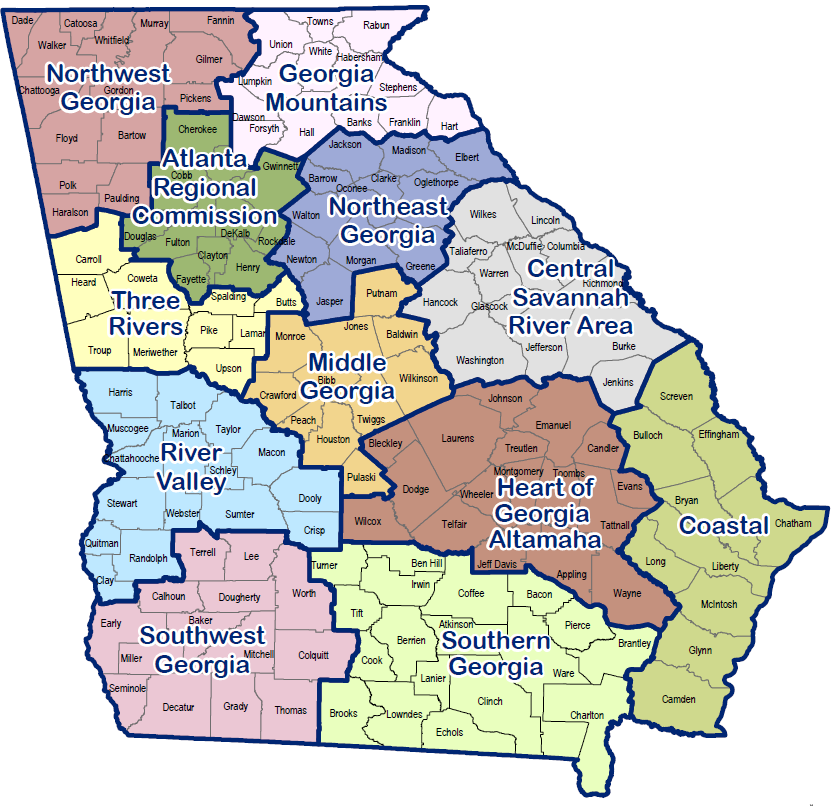 Dade
Catoosa
Murray
Fannin
Walker
Whitfield
Gilmer
Chattooga
Gordon
Pickens
Floyd
Bartow
Polk
Paulding
Haralson
Northwest
Georgia
Towns
Rabun
Union
White
Habersham
Lumpkin
Stephens
Dawson
Forsyth
Hall
Banks
Franklin
Hart
Georgia
Mountains
Cherokee
Cobb
Gwinnett
Douglas
Fulton
DeKalb
Rockdale
Clayton
Fayette
Henry
Atlanta
Regional
Commission
Jackson
Madison
Elbert
Barrow
Clarke
Oconee
Oglethorpe
Walton
Newton
Morgan
Greene
Jasper
Northeast
Georgia
Wilkes
Lincoln
Taliaferro
McDuffie
Columbia
Warren
Richmond
Hancock
Glascock
Jefferson
Burke
Washington
Jenkins
Central
Savannah
River Area
Carroll
Heard
Coweta
Spalding
Butts
Pike
Lamar
Troup
Meriwether
Upson
Three
Rivers
Putnam
Jones
Monroe
Baldwin
Bibb
Wilkinson
Crawford
Peach
Twiggs
Houston
Pulaski
Middle
Georgia
Harris
Talbot
Muscogee
Marion
Taylor
Macon
hattahooche
Schley
Stewart
Webster
Sumter
Dooly
Crisp
Quitman
Randolph
Clay
River
Valley
Johnson
Emanuel
Laurens
Bleckley
Treutlen
Candler
Montgomery
Toombs
Evans
Dodge
Wheeler
Wilcox
Telfair
Tattnall
Jeff Davis
Appling
Wayne
Heart of
Georgia
Altamaha
Screven
Bulloch
Effingham
Bryan
Chatham
Long
Liberty
McIntosh
Glynn
Camden
Coastal
Terrell
Lee
Worth
Calhoun
Dougherty
Early
Baker
Miller
Mitchell
Colquitt
Seminole
Decatur
Grady
Thomas
Southwest
Georgia
Turner
Ben Hill
Irwin
Coffee
Bacon
Tift
Atkinson
Pierce
Berrien
Brantley
Cook
Lanier
Ware
Clinch
Brooks
Lowndes
Echols
Charlton
Southern
Georgia